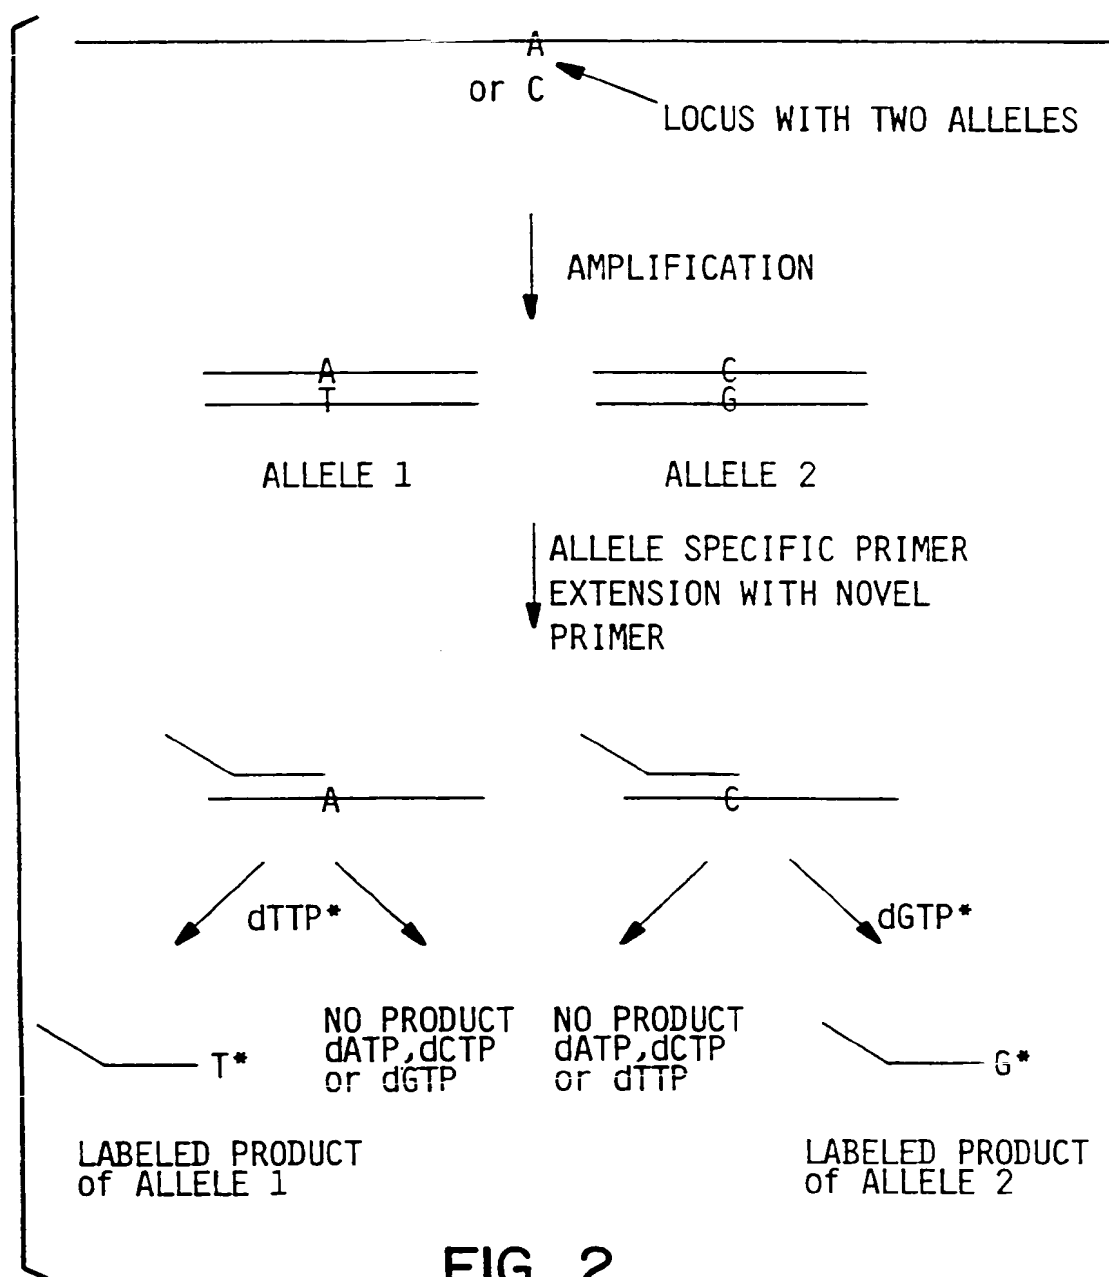 A
or C
LOCUS WITH TWO ALLELES
AMPLIFICATION
A C
T G
ALLELE 1 ALLELE 2
ALLELE SPECIFIC PRIMER
EXTENSION WITH NOVEL
PRIMER
A C
dTTP* dGTP*
NO PRODUCT
dATP,dCTP
or dGTP
NO PRODUCT
dATP,dCTP
or dTTP
T* G*
LABELED PRODUCT
of ALLELE 1
LABELED PRODUCT
of ALLELE 2
FIG. 2